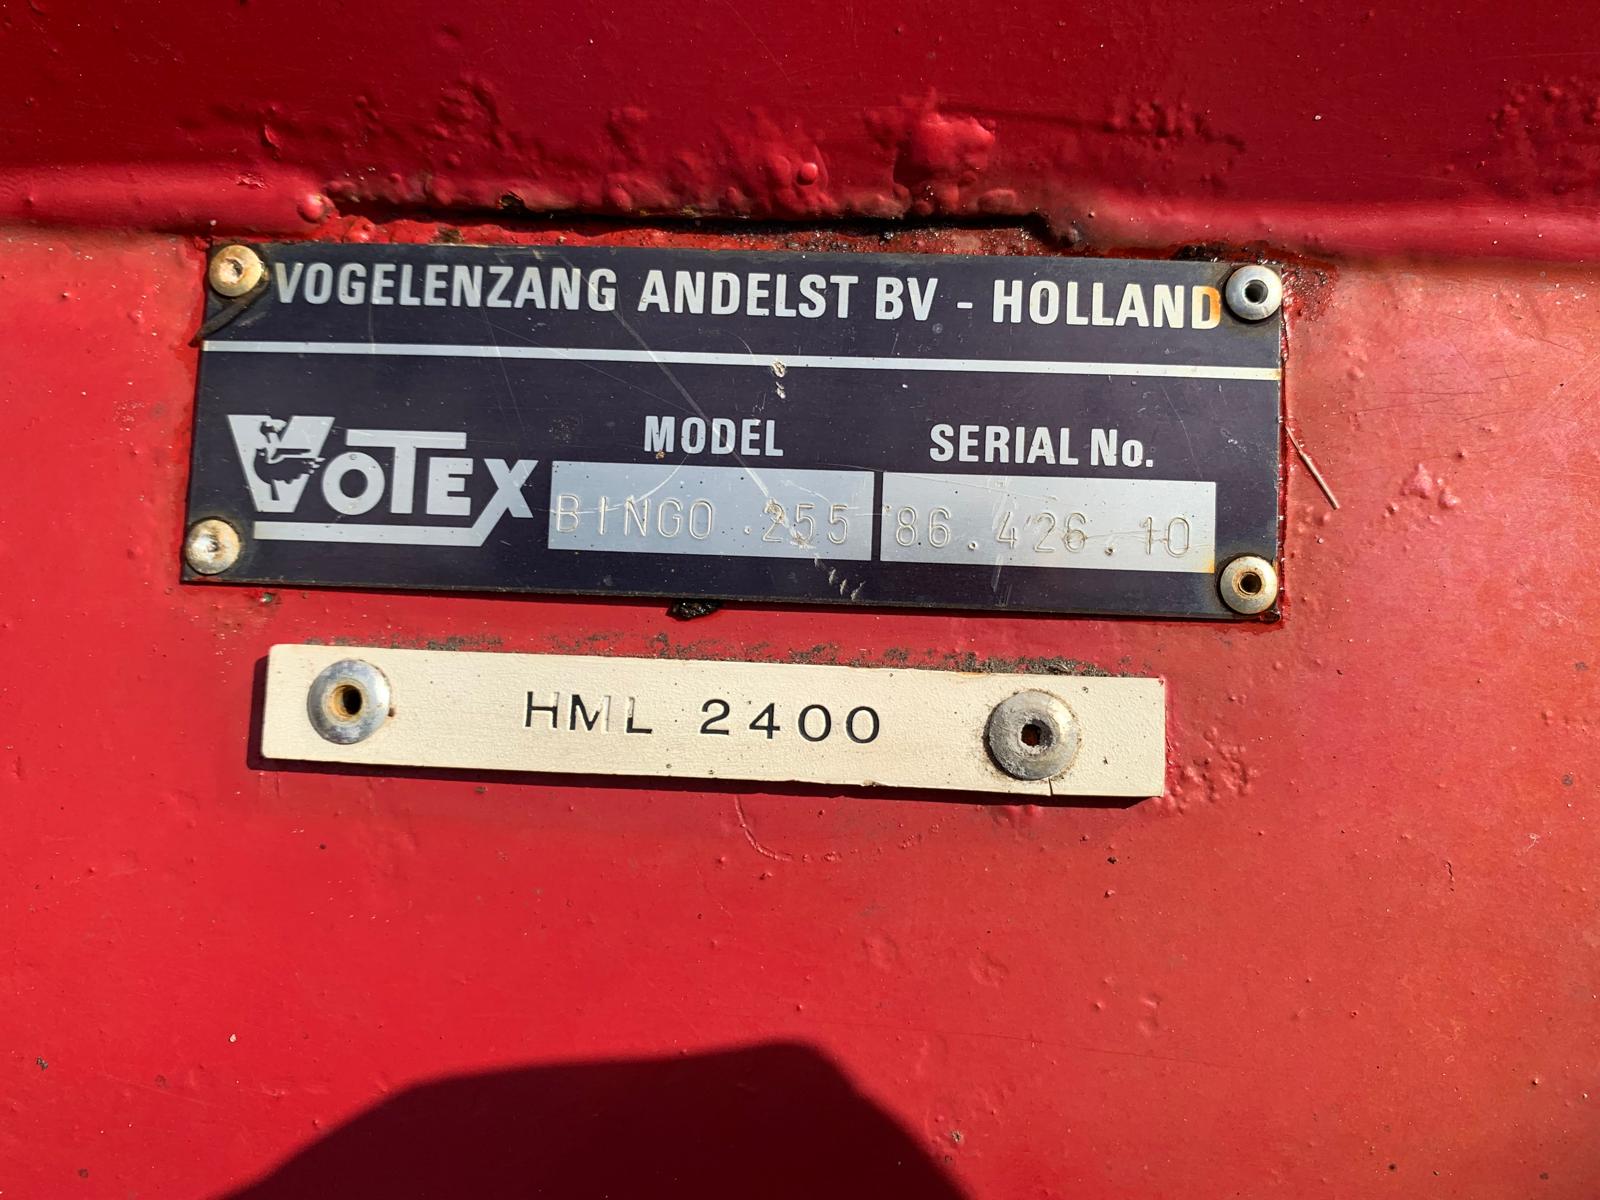 VOGELENZANG ANDELST BV - HOLLAND
VOTEX
MODEL SERIAL No.
BINGO .255 86.426.10
HML 2400